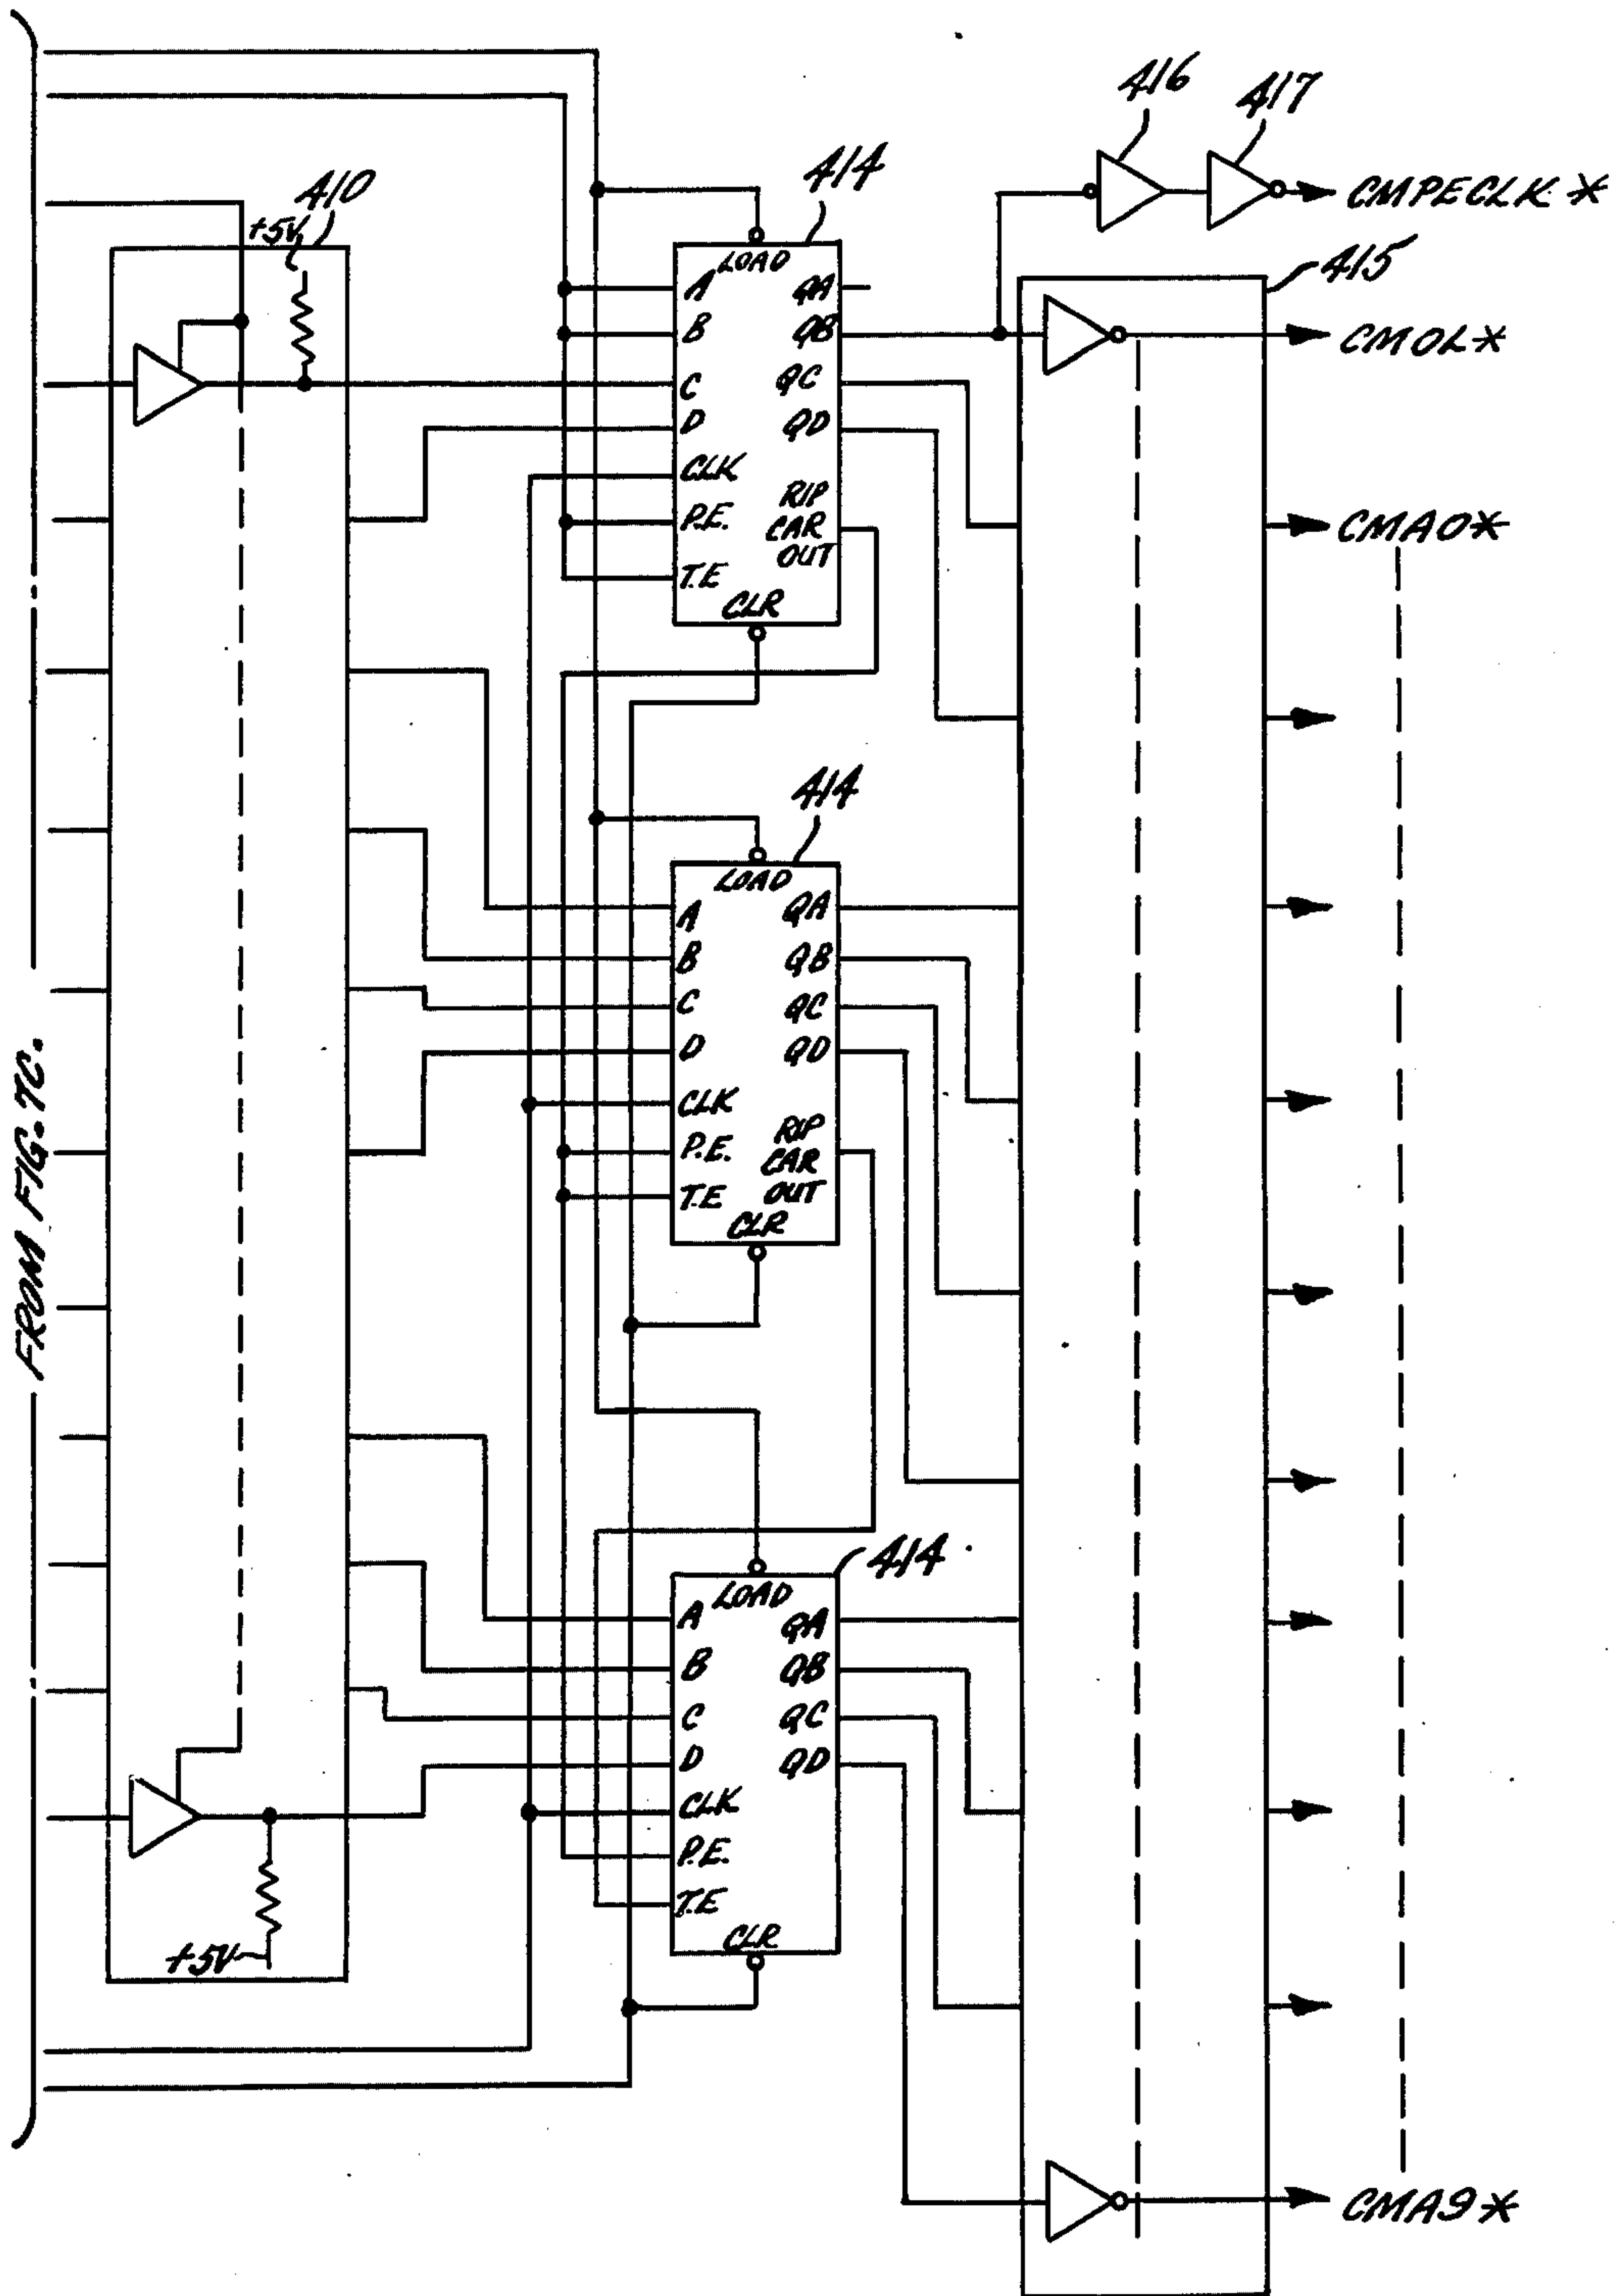 416
417
414
CMPECLK*
410
+5V
415
LOAD
A
QA
B
QB
CMOL*
C
QC
D
QD
CLK
RIP
P.E.
CAR
CMA0*
OUT
T.E
CLR
414
LOAD
A
QA
B
QB
C
QC
D
QD
CLK
RIP
P.E.
CAR
T.E
OUT
CLR
FROM FIG. 7C.
414
LOAD
A
QA
B
QB
C
QC
D
QD
CLK
P.E.
T.E
CLR
+5V
CMA9*